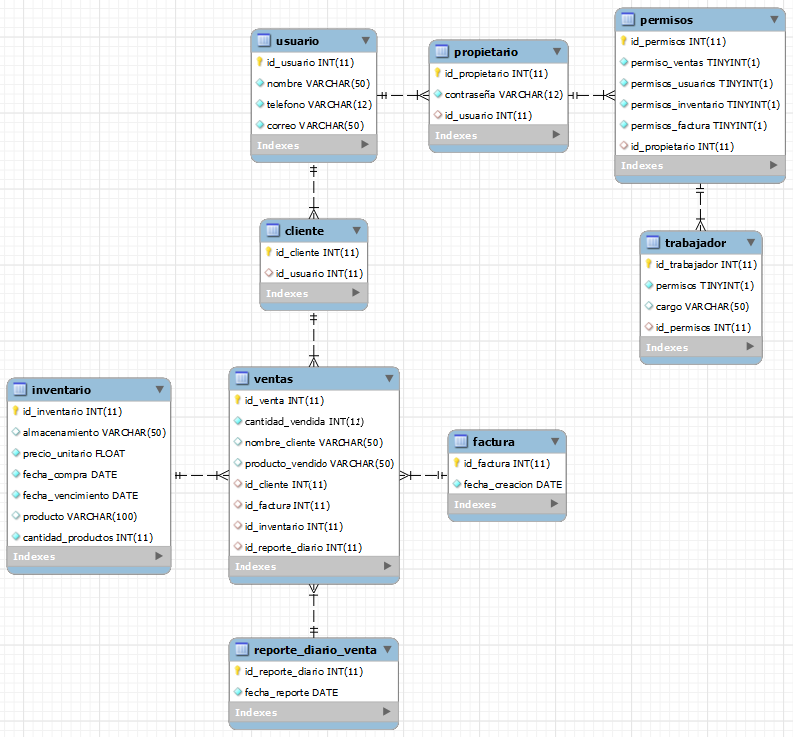 usuario
id_usuario INT(11)
nombre VARCHAR(50)
telefono VARCHAR(12)
correo VARCHAR(50)
Indexes
propietario
id_propietario INT(11)
contraseña VARCHAR(12)
id_usuario INT(11)
Indexes
permisos
id_permisos INT(11)
permiso_ventas TINYINT(1)
permisos_usuarios TINYINT(1)
permisos_inventario TINYINT(1)
permisos_factura TINYINT(1)
id_propietario INT(11)
Indexes
cliente
id_cliente INT(11)
id_usuario INT(11)
Indexes
trabajador
id_trabajador INT(11)
permisos TINYINT(1)
cargo VARCHAR(50)
id_permisos INT(11)
Indexes
inventario
id_inventario INT(11)
almacenamiento VARCHAR(50)
precio_unitario FLOAT
fecha_compra DATE
fecha_vencimiento DATE
producto VARCHAR(100)
cantidad_productos INT(11)
Indexes
ventas
id_venta INT(11)
cantidad_vendida INT(12)
nombre_cliente VARCHAR(50)
producto_vendido VARCHAR(50)
id_cliente INT(11)
id_factura INT(11)
id_inventario INT(11)
id_reporte_diario INT(11)
Indexes
factura
id_factura INT(11)
fecha_creacion DATE
Indexes
reporte_diario_venta
id_reporte_diario INT(11)
fecha_reporte DATE
Indexes